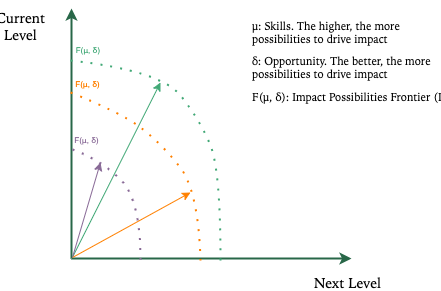 Current
Level
F(μ, δ)
F(μ, δ)
F(μ, δ)
μ: Skills. The higher, the more
possibilities to drive impact
δ: Opportunity. The better, the more
possibilities to drive impact
F(μ, δ): Impact Possibilities Frontier (I
Next Level